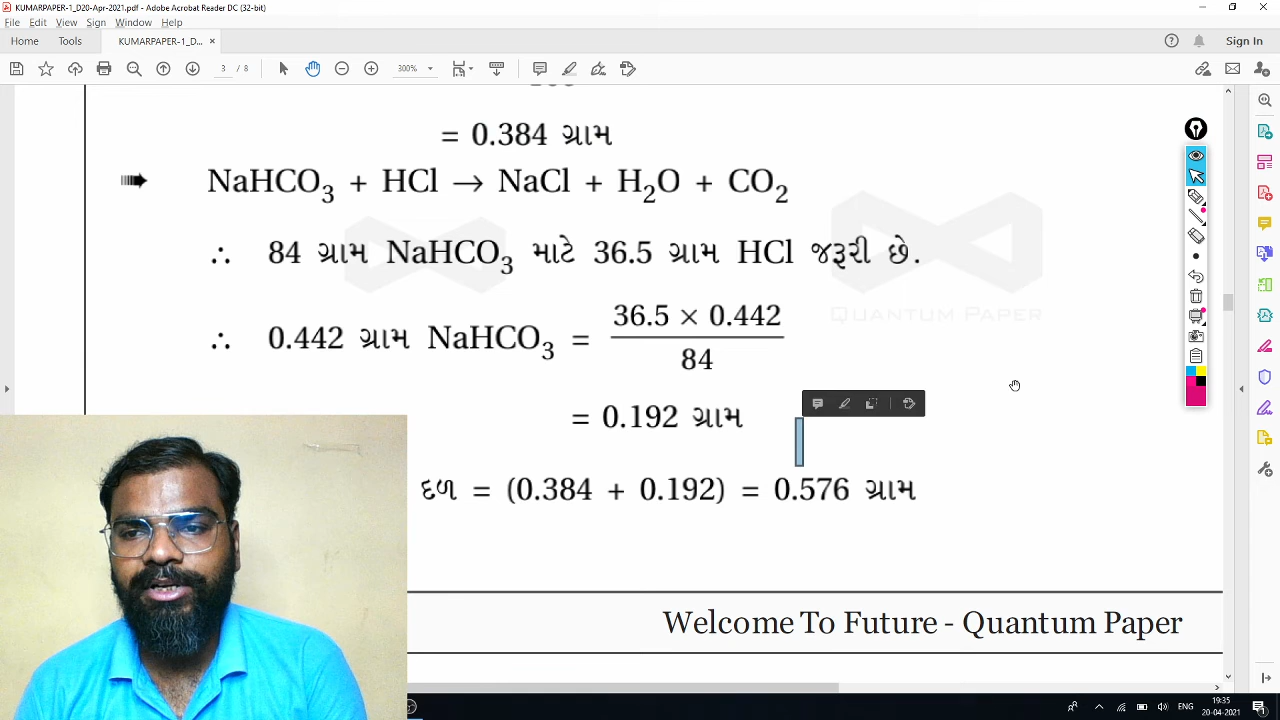 KUMARPAPER-1_D20-Apr-2021.pdf - Adobe Acrobat Reader DC (32-bit)
File Edit View Sign Window Help
Home Tools KUMARPAPER-1_D... × Sign In
3 / 8 300%
= 0.384 ગ્રામ
NaHCO3 + HCl → NaCl + H2O + CO2
∴ 84 ગ્રામ NaHCO3 માટે 36.5 ગ્રામ HCl જરૂરી છે.
∴ 0.442 ગ્રામ NaHCO3 = 36.5 × 0.442 / 84
QUANTUM PAPER
= 0.192 ગ્રામ
દળ = (0.384 + 0.192) = 0.576 ગ્રામ
Welcome To Future - Quantum Paper
ENG 19:35
20-04-2021